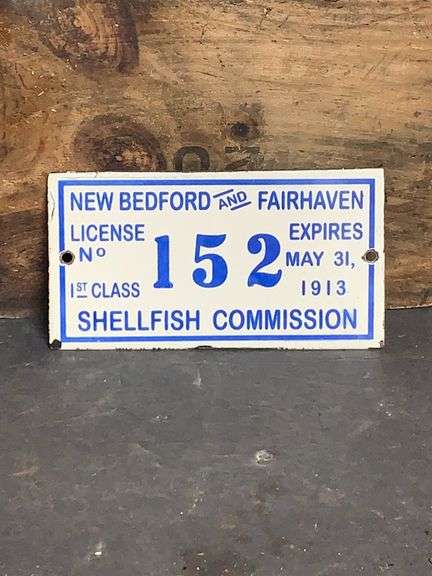 NEW BEDFORD AND FAIRHAVEN
LICENSE
Nº
1ST CLASS
152
EXPIRES
MAY 31,
1913
SHELLFISH COMMISSION